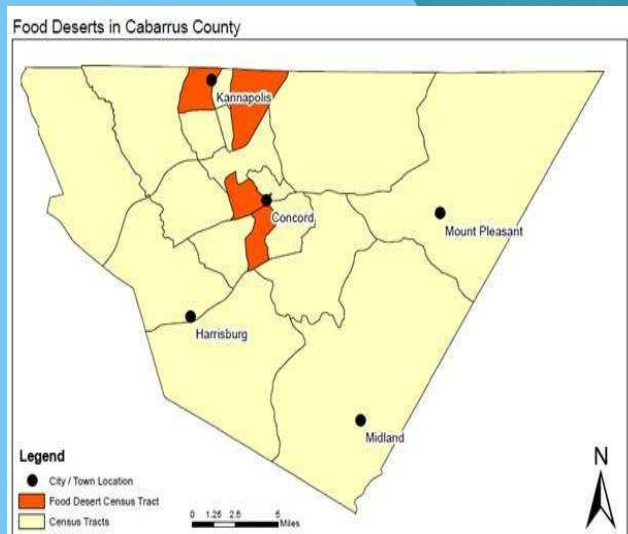 Food Deserts in Cabarrus County
Kannapolis
Concord
Mount Pleasant
Harrisburg
Midland
Legend
City / Town Location
Food Desert Census Tract
Census Tracts
0 1.25 2.5 5
Miles
N